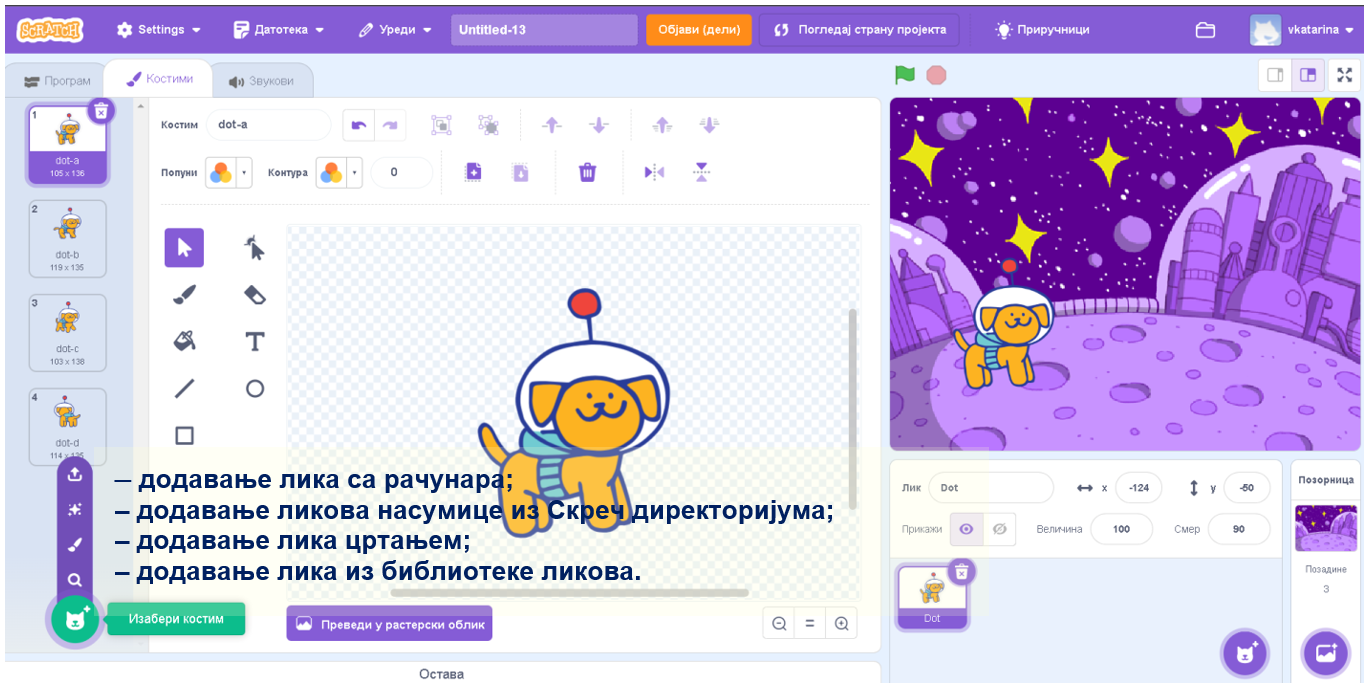 SCRATCH
Settings
Датотека
Уреди
Untitled-13
Објави (дели)
Погледај страну пројекта
Приручници
vkatarina
Програм
Костими
Звукови
1
dot-a
105 x 136
2
dot-b
119 x 135
3
dot-c
103 x 138
4
dot-d
114 x 135
Костим
dot-a
Попуни
Контура
0
– додавање лика са рачунара;
– додавање ликова насумице из Скреч директоријума;
– додавање лика цртањем;
– додавање лика из библиотеке ликова.
Изабери костим
Преведи у растерски облик
Остава
Лик
Dot
x
-124
y
-50
Прикажи
Величина
100
Смер
90
Dot
Позорница
Позадине
3